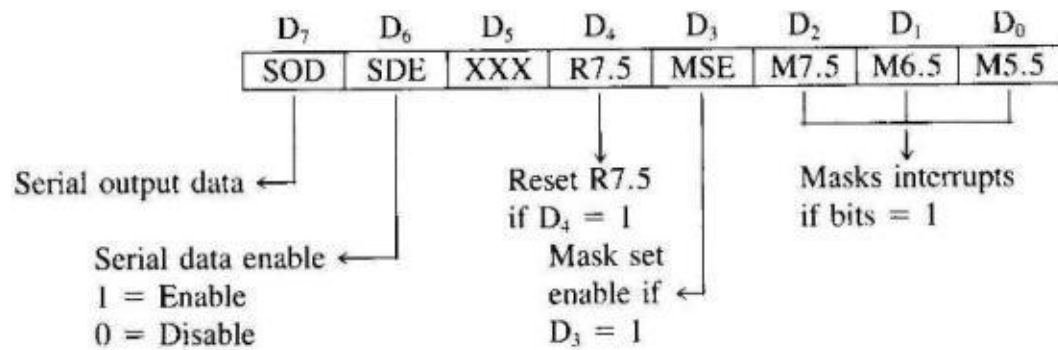 D₇ D₆ D₅ D₄ D₃ D₂ D₁ D₀
SOD SDE XXX R7.5 MSE M7.5 M6.5 M5.5
Serial output data
Reset R7.5
if D₄ = 1
Masks interrupts
if bits = 1
Serial data enable
1 = Enable
0 = Disable
Mask set
enable if
D₃ = 1